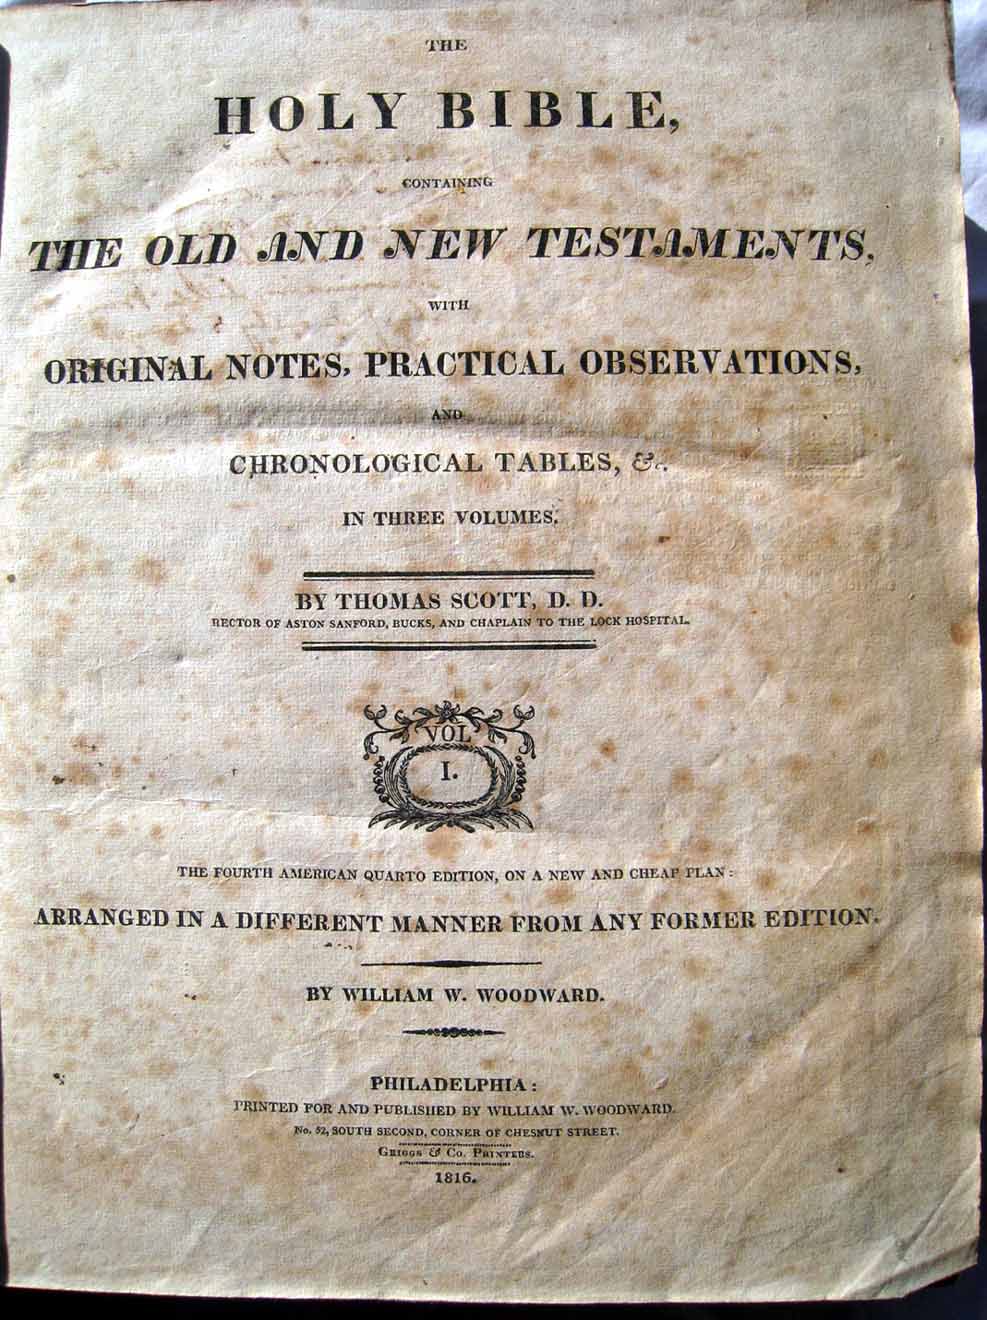 THE
HOLY BIBLE,
CONTAINING
THE OLD AND NEW TESTAMENTS,
WITH
ORIGINAL NOTES, PRACTICAL OBSERVATIONS,
AND
CHRONOLOGICAL TABLES, &c.
IN THREE VOLUMES.
BY THOMAS SCOTT, D. D.
RECTOR OF ASTON SANFORD, BUCKS, AND CHAPLAIN TO THE LOCK HOSPITAL.
VOL
I.
THE FOURTH AMERICAN QUARTO EDITION, ON A NEW AND CHEAP PLAN:
ARRANGED IN A DIFFERENT MANNER FROM ANY FORMER EDITION.
BY WILLIAM W. WOODWARD.
PHILADELPHIA:
PRINTED FOR AND PUBLISHED BY WILLIAM W. WOODWARD.
No. 52, SOUTH SECOND, CORNER OF CHESNUT STREET.
GRIGGS & Co. PRINTERS.
1816.